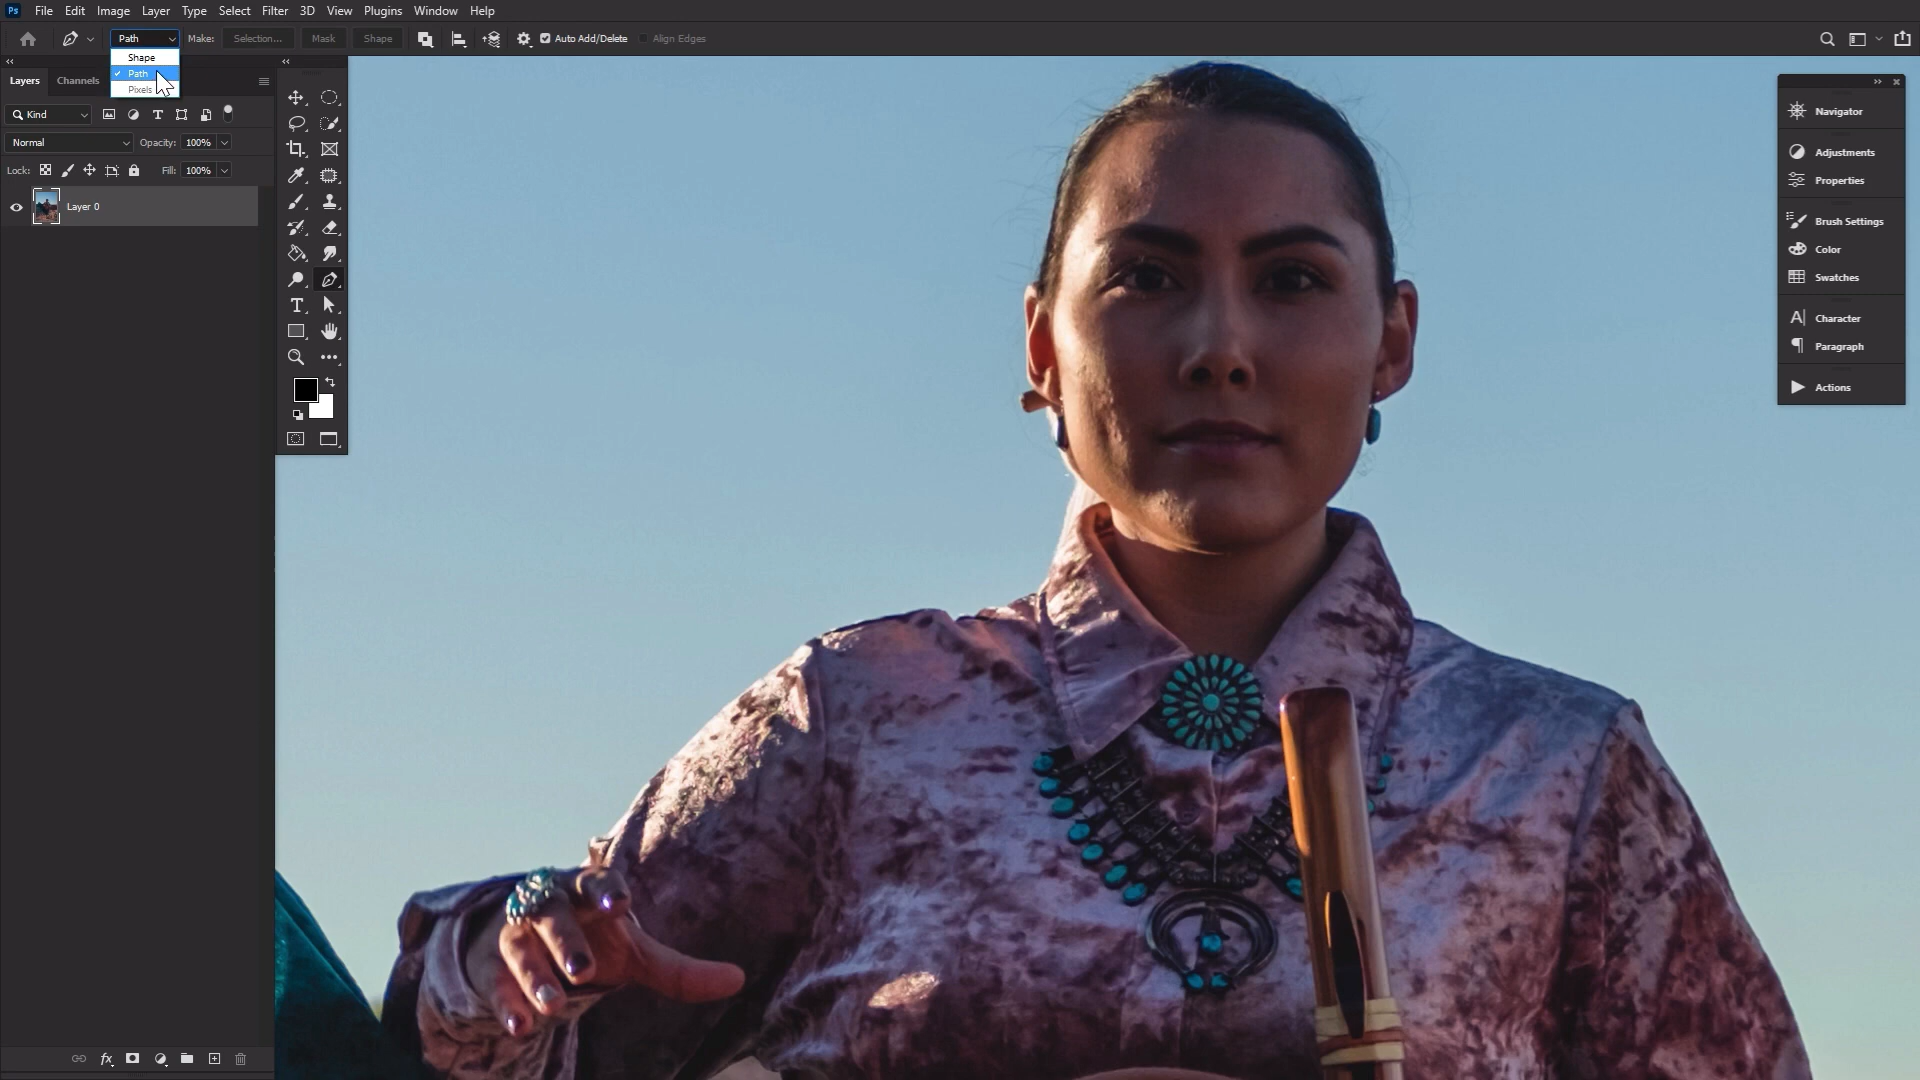 Ps File Edit Image Layer Type Select Filter 3D View Plugins Window Help
Path Make: Selection... Mask Shape Auto Add/Delete Align Edges
Shape
Path
Pixels
Layers Channels
Kind
Normal Opacity: 100%
Lock: Fill: 100%
Layer 0
fx
Navigator
Adjustments
Properties
Brush Settings
Color
Swatches
Character
Paragraph
Actions